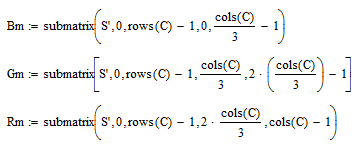 Bm := submatrix(S',0,rows(C) − 1,0,cols(C)/3 − 1)
Gm := submatrix[S',0,rows(C) − 1,cols(C)/3,2·(cols(C)/3) − 1]
Rm := submatrix(S',0,rows(C) − 1,2·cols(C)/3,cols(C) − 1)